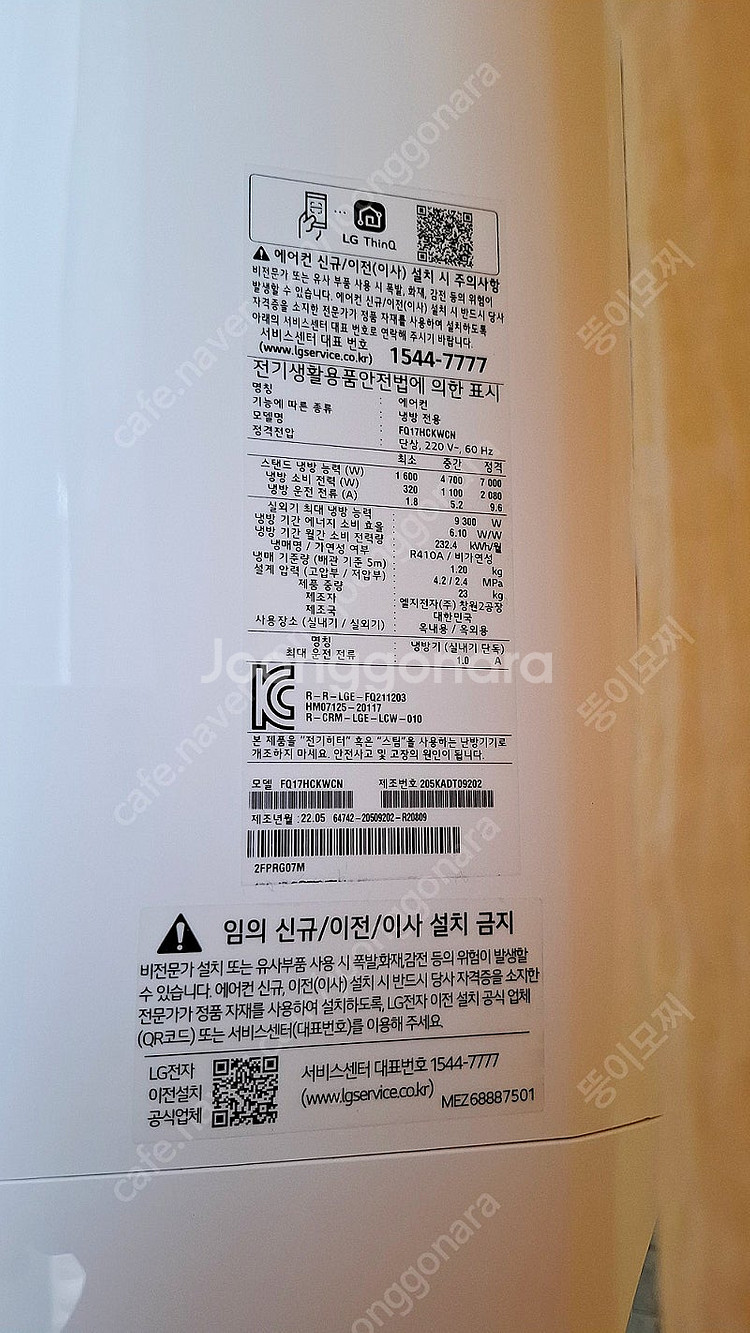 LG ThinQ
에어컨 신규/이전(이사) 설치 시 주의사항
비전문가 또는 유사 부품 사용 시 폭발, 화재, 감전 등의 위험이
발생할 수 있습니다. 에어컨 신규/이전(이사) 설치 시 반드시 당사
자격증을 소지한 전문가가 정품 자재를 사용하여 설치하도록
아래의 서비스센터 대표 번호로 연락해 주시기 바랍니다.
서비스센터 대표 번호
(www.lgservice.co.kr) 1544-7777
전기생활용품안전법에 의한 표시
명칭 : 에어컨
기능에 따른 종류 : 냉방 전용
모델명 : FQ17HCKWCN
정격전압 : 단상, 220 V~, 60 Hz
최소 중간 정격
스탠드 냉방 능력 (W) 1 600 4 700 7 000
냉방 소비 전력 (W) 320 1 100 2 080
냉방 운전 전류 (A) 1.8 5.2 9.6
실외기 최대 냉방 능력 : 9 300 W
냉방 기간 에너지 소비 효율 : 6.10 W/W
냉방 기간 월간 소비 전력량 : 232.4 kWh/월
냉매명 / 가연성 여부 : R410A / 비가연성
냉매 기준량 (배관 기준 5m) : 1.20 kg
설계 압력 (고압부 / 저압부) : 4.2 / 2.4 MPa
제품 중량 : 23 kg
제조자 : 엘지전자(주) 창원2공장
제조국 : 대한민국
사용장소 (실내기 / 실외기) : 옥내용 / 옥외용
명칭 : 냉방기 (실내기 단독)
최대 운전 전류 : 1.0 A
R-R-LGE-FQ211203
HM07125-20117
R-CRM-LGE-LCW-010
본 제품을 "전기히터" 혹은 "스팀"을 사용하는 난방기기로
개조하지 마세요. 안전사고 및 고장의 원인이 됩니다.
모델 FQ17HCKWCN 제조번호 205KADT09202
제조년월 : 22.05 64742-20509202-R20809
2FPRG07M
임의 신규/이전/이사 설치 금지
비전문가 설치 또는 유사부품 사용 시 폭발,화재,감전 등의 위험이 발생할
수 있습니다. 에어컨 신규, 이전(이사) 설치 시 반드시 당사 자격증을 소지한
전문가가 정품 자재를 사용하여 설치하도록, LG전자 이전 설치 공식 업체
(QR코드) 또는 서비스센터(대표번호)를 이용해 주세요.
LG전자
이전설치
공식업체
서비스센터 대표번호 1544-7777
(www.lgservice.co.kr)
MEZ68887501
Joonggonara
cafe.naver
joonggonara
뚱이모찌
cafe.naver
joonggonara
뚱이모찌
cafe.naver
joonggonara
뚱이모찌
cafe.naver
joonggonara